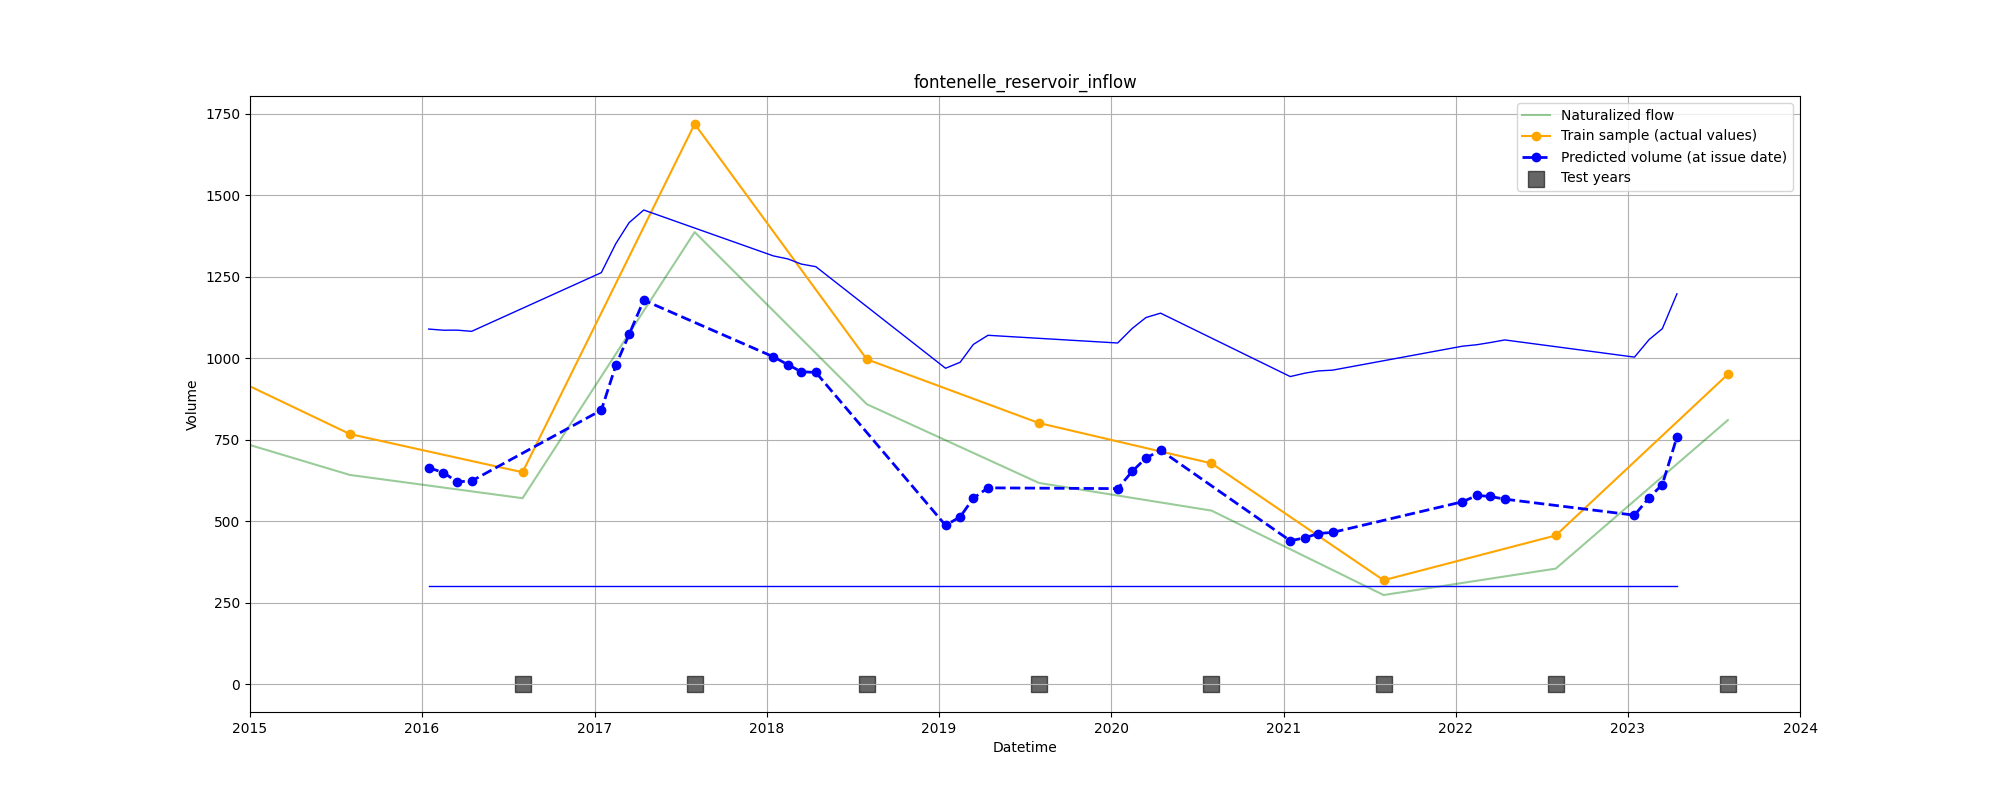 fontenelle_reservoir_inflow
1750
1500
1250
1000
750
500
250
0
Volume
Naturalized flow
Train sample (actual values)
Predicted volume (at issue date)
Test years
2015 2016 2017 2018 2019 2020 2021 2022 2023 2024
Datetime